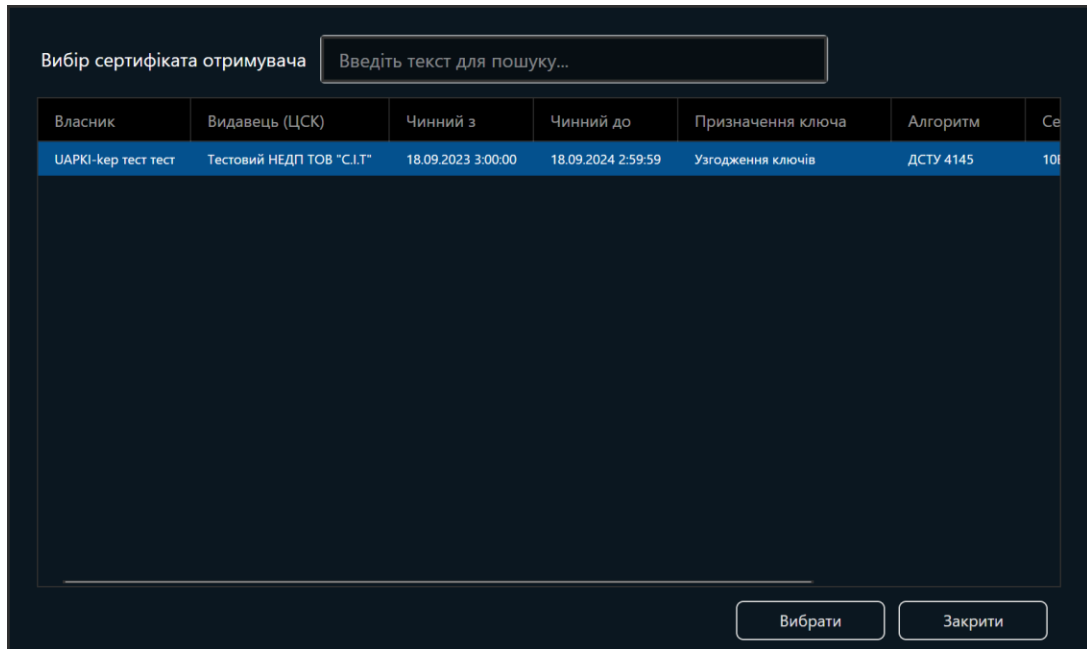 Вибір сертифіката отримувача Введіть текст для пошуку...
Власник Видавець (ЦСК) Чинний з Чинний до Призначення ключа Алгоритм Се
UAPKI-кер тест тест Тестовий НЕДП ТОВ "С.І.Т" 18.09.2023 3:00:00 18.09.2024 2:59:59 Узгодження ключів ДСТУ 4145
Вибрати Закрити